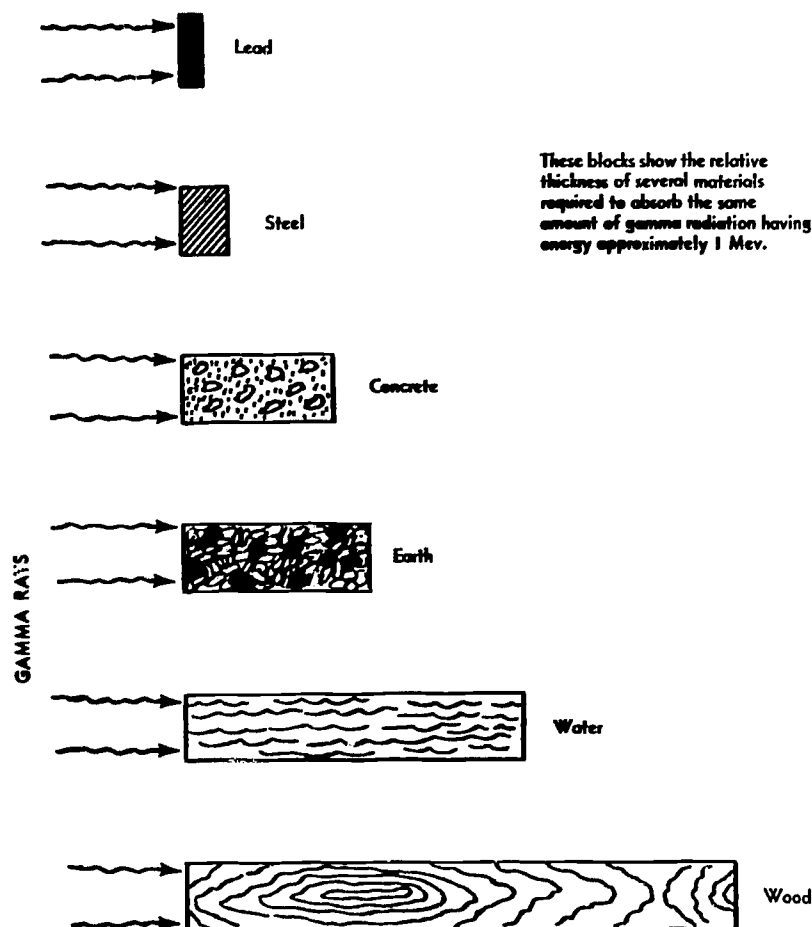 Lead
These blocks show the relative
thickness of several materials
required to absorb the same
amount of gamma radiation having
energy approximately 1 Mev.
Steel
Concrete
Earth
GAMMA RAYS
Water
Wood